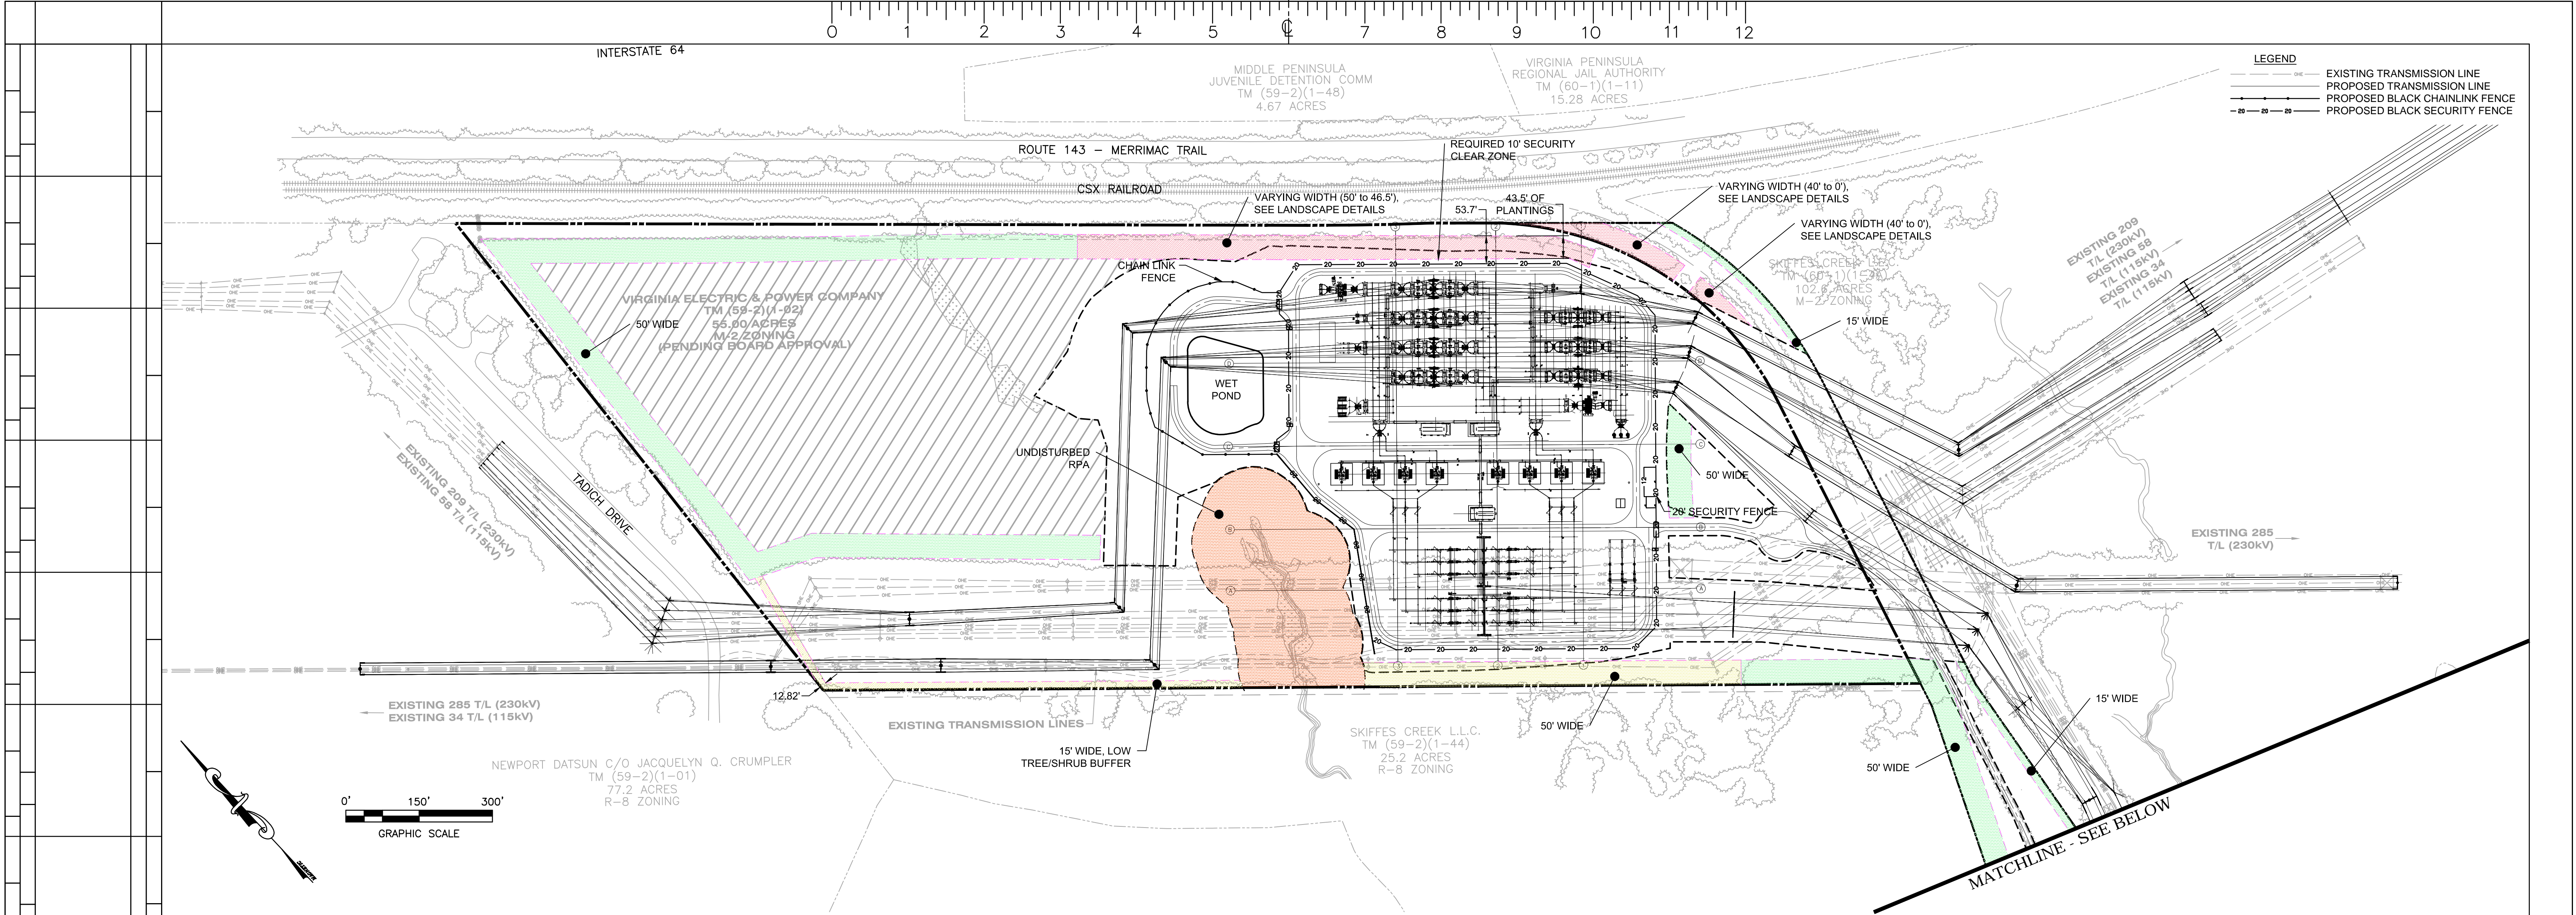 0 1 2 3 4 5 ℄ 7 8 9 10 11 12
INTERSTATE 64
MIDDLE PENINSULA
JUVENILE DETENTION COMM
TM (59-2)(1-48)
4.67 ACRES
VIRGINIA PENINSULA
REGIONAL JAIL AUTHORITY
TM (60-1)(1-11)
15.28 ACRES
LEGEND
OHE EXISTING TRANSMISSION LINE
PROPOSED TRANSMISSION LINE
PROPOSED BLACK CHAINLINK FENCE
20 20 20 PROPOSED BLACK SECURITY FENCE
ROUTE 143 – MERRIMAC TRAIL
CSX RAILROAD
REQUIRED 10' SECURITY
CLEAR ZONE
VARYING WIDTH (50' to 46.5'),
SEE LANDSCAPE DETAILS
53.7'
43.5' OF
PLANTINGS
VARYING WIDTH (40' to 0'),
SEE LANDSCAPE DETAILS
VARYING WIDTH (40' to 0'),
SEE LANDSCAPE DETAILS
EXISTING 209
T/L (230kV)
EXISTING 58
T/L (115kV)
EXISTING 34
T/L (115kV)
CHAIN LINK
FENCE
SKIFFES CREEK L.L.C.
102.6 ACRES
M-2 ZONING
VIRGINIA ELECTRIC & POWER COMPANY
TM (59-2)(1-02)
55.00 ACRES
M-2 ZONING
(PENDING BOARD APPROVAL)
50' WIDE
15' WIDE
WET
POND
UNDISTURBED
RPA
50' WIDE
20' SECURITY FENCE
EXISTING 209 T/L (230kV)
EXISTING 58 T/L (115kV)
TADICH DRIVE
EXISTING 285
T/L (230kV)
12.82'
EXISTING 285 T/L (230kV)
EXISTING 34 T/L (115kV)
EXISTING TRANSMISSION LINES
15' WIDE, LOW
TREE/SHRUB BUFFER
50' WIDE
SKIFFES CREEK L.L.C.
TM (59-2)(1-44)
25.2 ACRES
R-8 ZONING
15' WIDE
50' WIDE
NEWPORT DATSUN C/O JACQUELYN Q. CRUMPLER
TM (59-2)(1-01)
77.2 ACRES
R-8 ZONING
0' 150' 300'
GRAPHIC SCALE
MATCHLINE - SEE BELOW